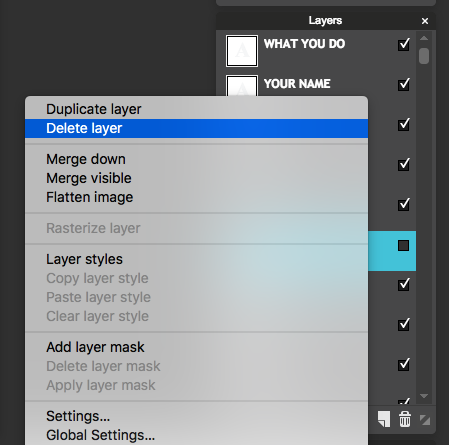 Layers
WHAT YOU DO
YOUR NAME
Duplicate layer
Delete layer
Merge down
Merge visible
Flatten image
Rasterize layer
Layer styles
Copy layer style
Paste layer style
Clear layer style
Add layer mask
Delete layer mask
Apply layer mask
Settings...
Global Settings...